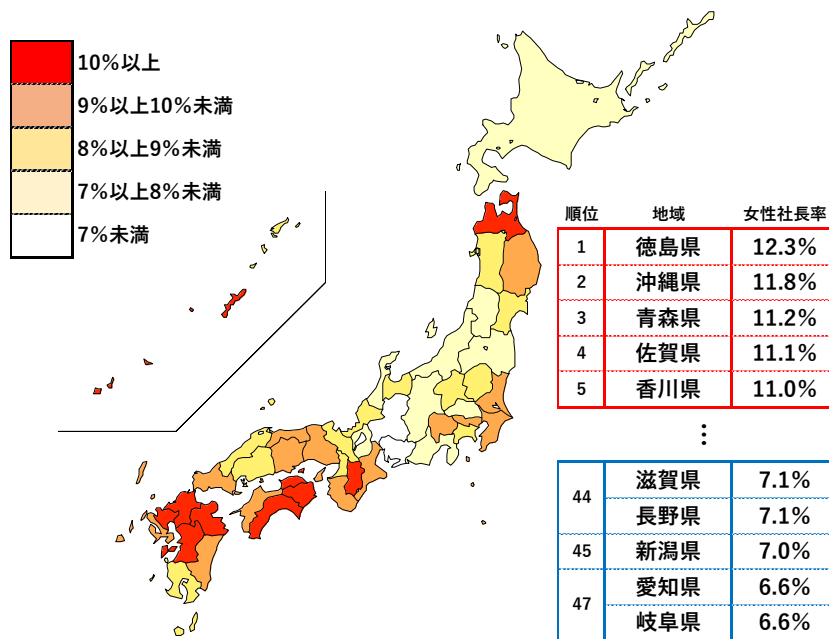 10%以上
9%以上10%未満
8%以上9%未満
7%以上8%未満
7%未満
順位 地域 女性社長率
1 徳島県 12.3%
2 沖縄県 11.8%
3 青森県 11.2%
4 佐賀県 11.1%
5 香川県 11.0%
⋮
44 滋賀県 7.1%
長野県 7.1%
45 新潟県 7.0%
47 愛知県 6.6%
岐阜県 6.6%